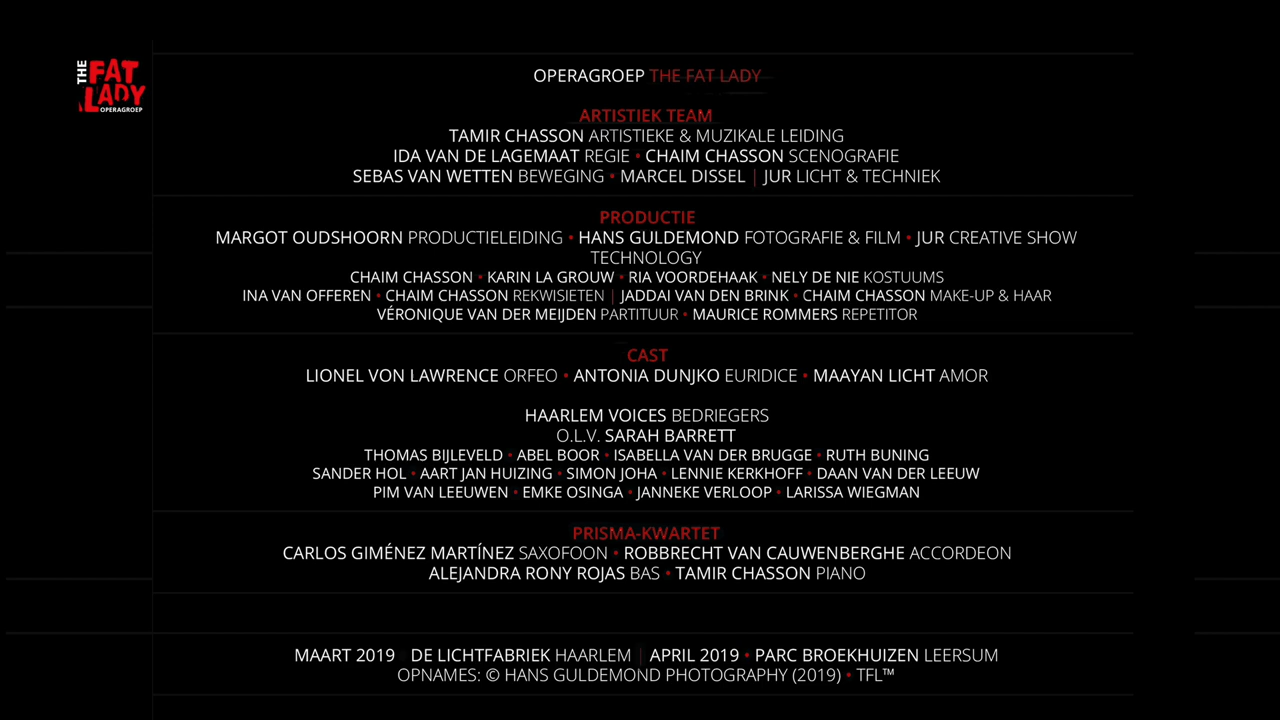 THE FAT LADY OPERAGROEP
OPERAGROEP THE FAT LADY
ARTISTIEK TEAM
TAMIR CHASSON ARTISTIEKE & MUZIKALE LEIDING
IDA VAN DE LAGEMAAT REGIE • CHAIM CHASSON SCENOGRAFIE
SEBAS VAN WETTEN BEWEGING • MARCEL DISSEL | JUR LICHT & TECHNIEK
PRODUCTIE
MARGOT OUDSHOORN PRODUCTIELEIDING • HANS GULDEMOND FOTOGRAFIE & FILM • JUR CREATIVE SHOW
TECHNOLOGY
CHAIM CHASSON • KARIN LA GROUW • RIA VOORDEHAAK • NELY DE NIE KOSTUUMS
INA VAN OFFEREN • CHAIM CHASSON REKWISIETEN | JADDAI VAN DEN BRINK • CHAIM CHASSON MAKE-UP & HAAR
VÉRONIQUE VAN DER MEIJDEN PARTITUUR • MAURICE ROMMERS REPETITOR
CAST
LIONEL VON LAWRENCE ORFEO • ANTONIA DUNJKO EURIDICE • MAAYAN LICHT AMOR
HAARLEM VOICES BEDRIEGERS
O.L.V. SARAH BARRETT
THOMAS BIJLEVELD • ABEL BOOR • ISABELLA VAN DER BRUGGE • RUTH BUNING
SANDER HOL • AART JAN HUIZING • SIMON JOHA • LENNIE KERKHOFF • DAAN VAN DER LEEUW
PIM VAN LEEUWEN • EMKE OSINGA • JANNEKE VERLOOP • LARISSA WIEGMAN
PRISMA-KWARTET
CARLOS GIMÉNEZ MARTÍNEZ SAXOFOON • ROBBRECHT VAN CAUWENBERGHE ACCORDEON
ALEJANDRA RONY ROJAS BAS • TAMIR CHASSON PIANO
MAART 2019 DE LICHTFABRIEK HAARLEM | APRIL 2019 • PARC BROEKHUIZEN LEERSUM
OPNAMES: © HANS GULDEMOND PHOTOGRAPHY (2019) • TFL™